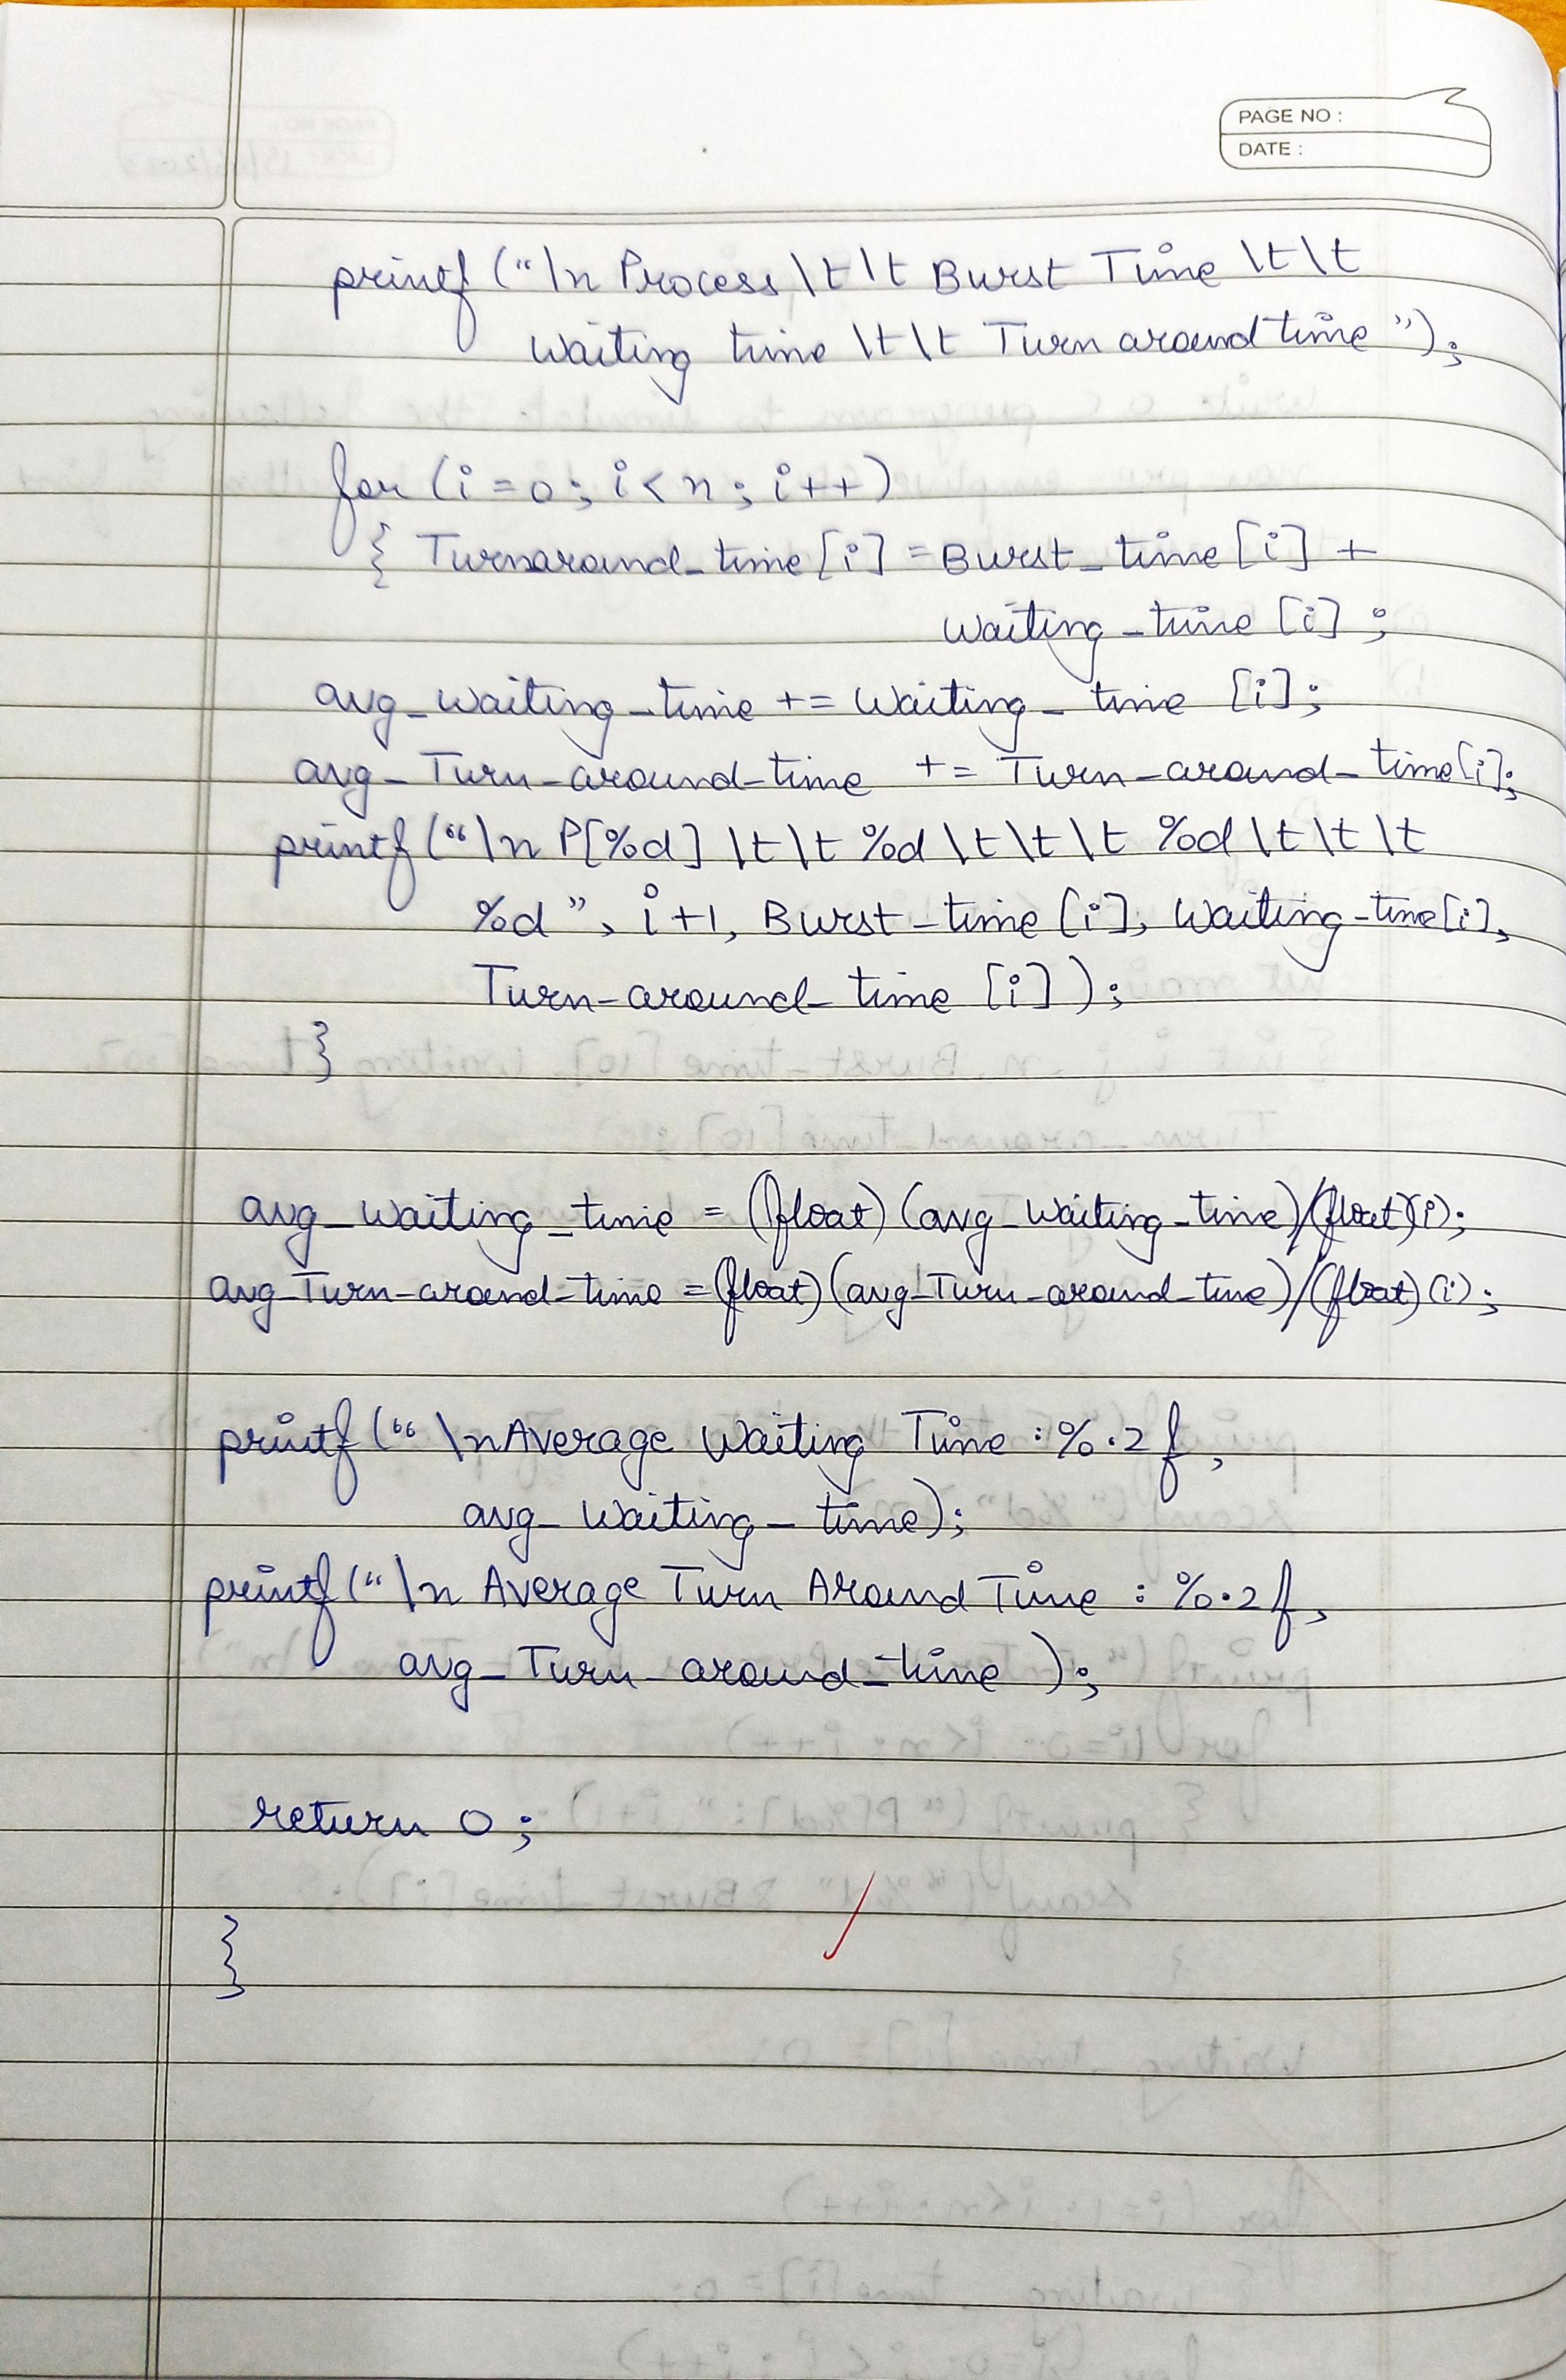 PAGE NO :
DATE :
printf ("\n Process \t\t Burst Time \t\t
Waiting time \t\t Turn around time");
for (i=0; i<n; i++)
{ Turnaround_time[i] = Burst_time[i] +
Waiting_time [i];
avg_waiting_time += Waiting_time [i];
avg_Turn_around_time += Turn_around_time[i];
printf ("\n P[%d] \t\t %d \t\t\t %d \t\t\t
%d", i+1, Burst_time [i], Waiting_time[i],
Turn_around_time [i]);
}
avg_Waiting_time = (float)(avg_Waiting_time)/(float)(i);
avg_Turn_around_time = (float)(avg_Turn_around_time)/(float)(i);
printf (" \nAverage Waiting Time : %.2f,
avg_Waiting_time);
printf (" \n Average Turn Around Time : %.2f,
avg_Turn_around_time );
return 0;
}